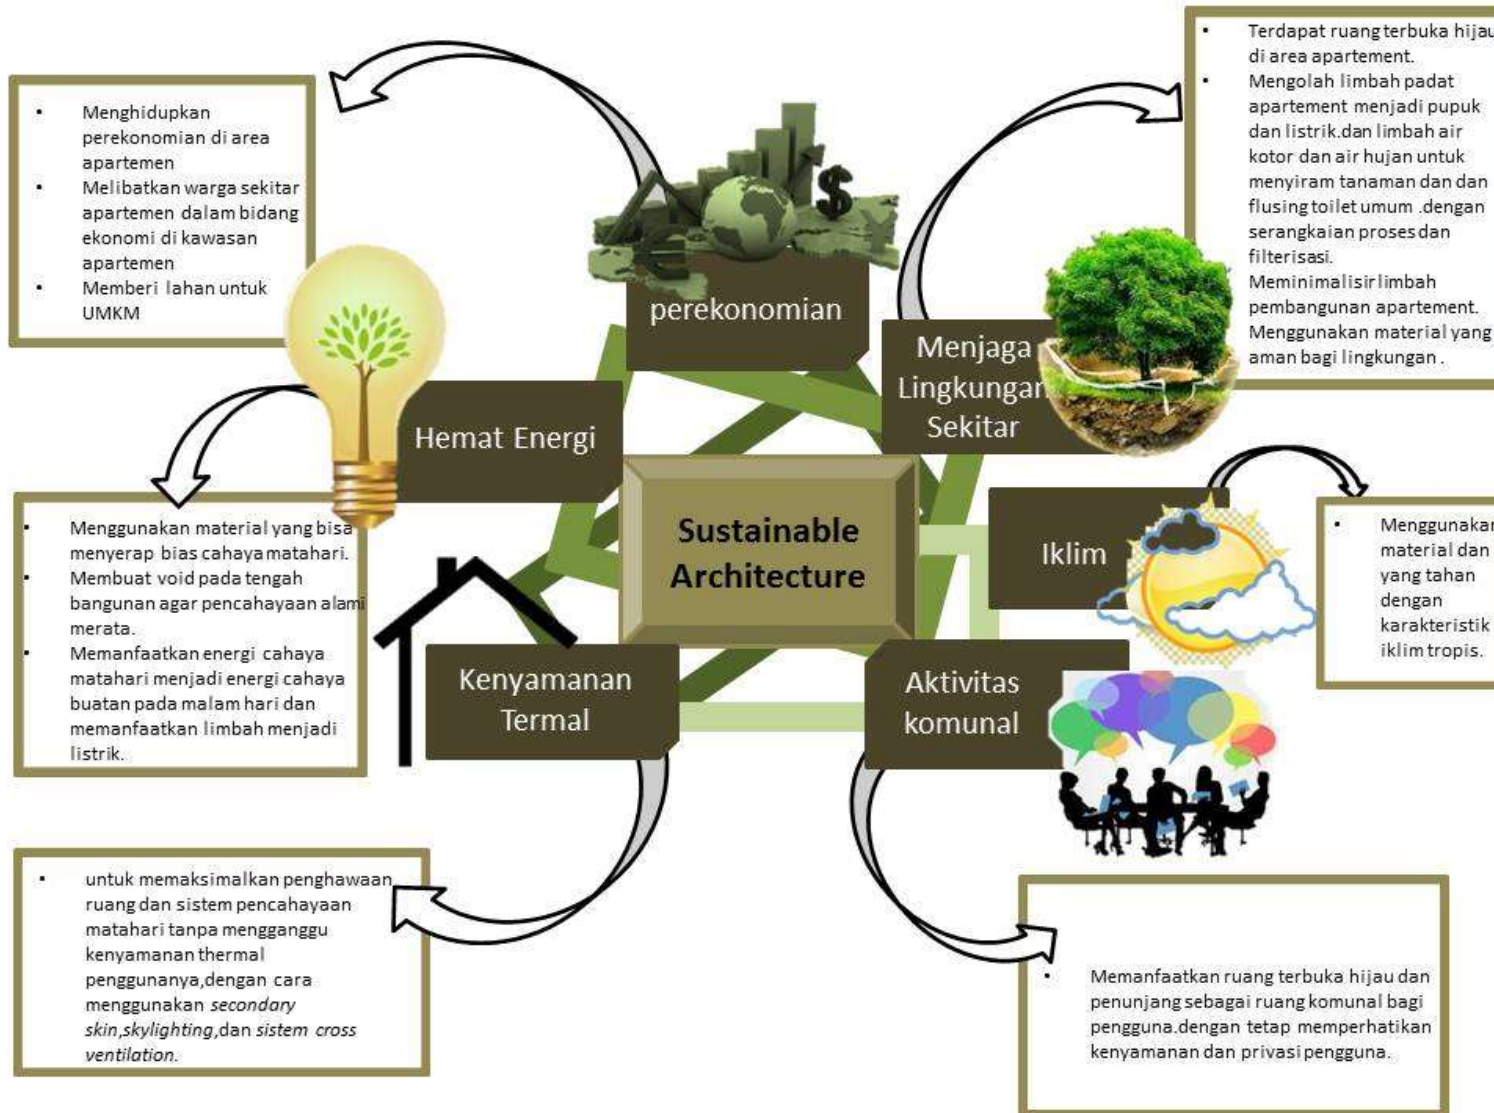 • Menghidupkan
perekonomian di area
apartemen
• Melibatkan warga sekitar
apartemen dalam bidang
ekonomi di kawasan
apartemen
• Memberi lahan untuk
UMKM
perekonomian
• Terdapat ruang terbuka hijau
di area apartement.
• Mengolah limbah padat
apartement menjadi pupuk
dan listrik.dan limbah air
kotor dan air hujan untuk
menyiram tanaman dan dan
flusing toilet umum .dengan
serangkaian proses dan
filterisasi.
Meminimalisir limbah
pembangunan apartement.
Menggunakan material yang
aman bagi lingkungan .
Menjaga
Lingkungan
Sekitar
Hemat Energi
• Menggunakan material yang bisa
menyerap bias cahaya matahari.
• Membuat void pada tengah
bangunan agar pencahayaan alami
merata.
• Memanfaatkan energi cahaya
matahari menjadi energi cahaya
buatan pada malam hari dan
memanfaatkan limbah menjadi
listrik.
Sustainable
Architecture
Iklim
• Menggunakan
material dan
yang tahan
dengan
karakteristik
iklim tropis.
Kenyamanan
Termal
Aktivitas
komunal
• untuk memaksimalkan penghawaan
ruang dan sistem pencahayaan
matahari tanpa mengganggu
kenyamanan thermal
penggunanya,dengan cara
menggunakan secondary
skin,skylighting,dan sistem cross
ventilation.
• Memanfaatkan ruang terbuka hijau dan
penunjang sebagai ruang komunal bagi
pengguna.dengan tetap memperhatikan
kenyamanan dan privasi pengguna.